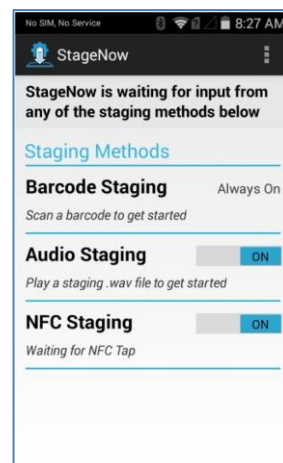 No SIM, No Service 8:27 AM
StageNow
StageNow is waiting for input from
any of the staging methods below
Staging Methods
Barcode Staging Always On
Scan a barcode to get started
Audio Staging ON
Play a staging .wav file to get started
NFC Staging ON
Waiting for NFC Tap